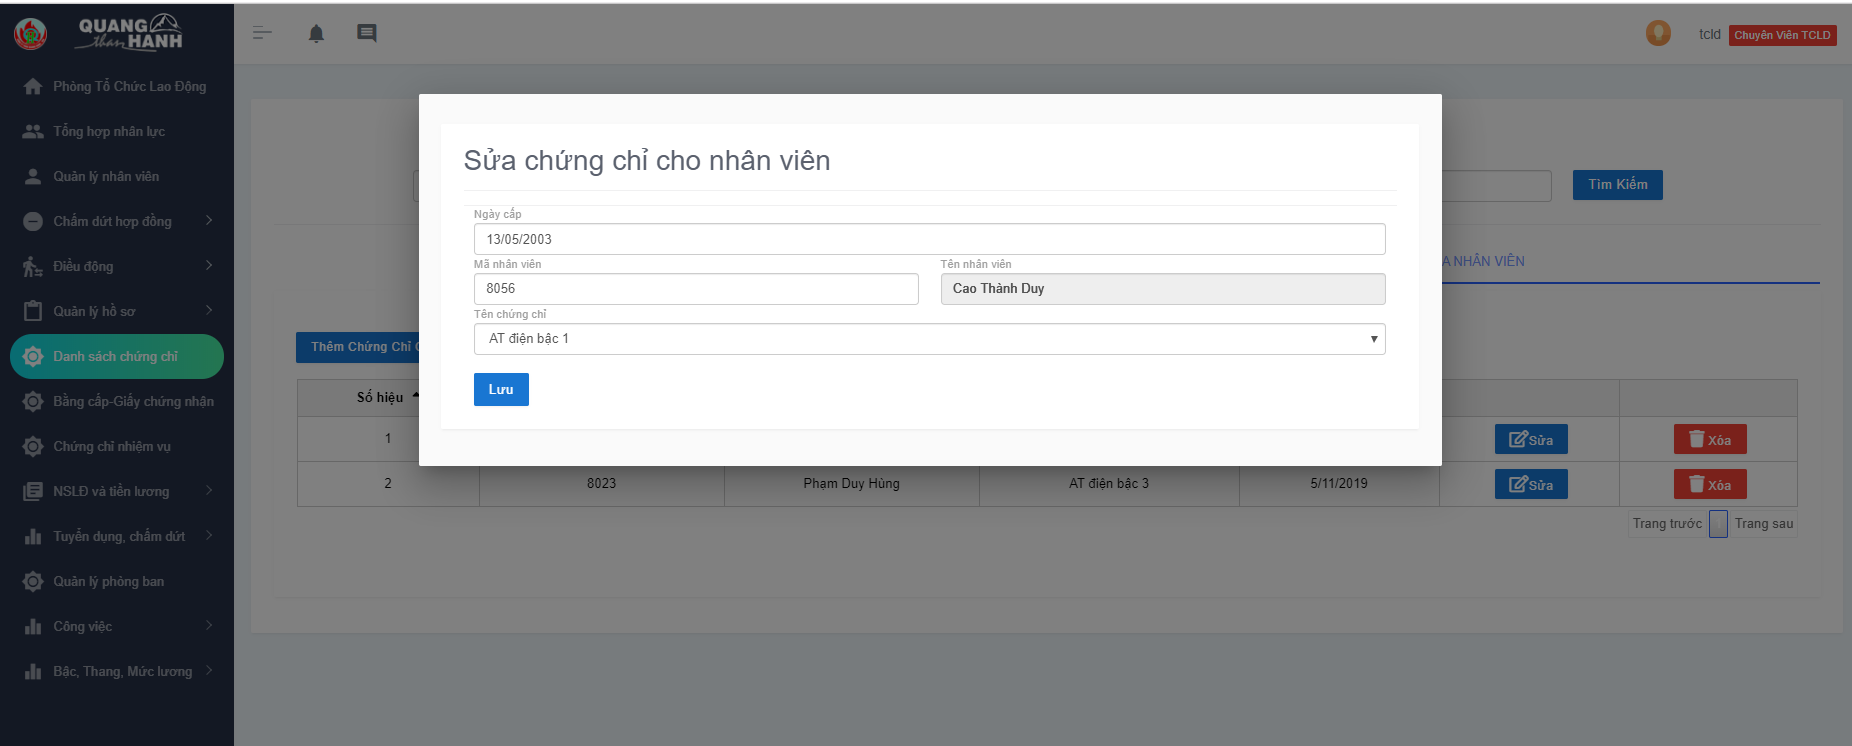 QUANG
than HANH
tcld Chuyên Viên TCLD
Phòng Tổ Chức Lao Động
Tổng hợp nhân lực
Quản lý nhân viên
Chấm dứt hợp đồng
Điều động
Quản lý hồ sơ
Danh sách chứng chỉ
Bằng cấp-Giấy chứng nhận
Chứng chỉ nhiệm vụ
NSLĐ và tiền lương
Tuyển dụng, chấm dứt
Quản lý phòng ban
Công việc
Bậc, Thang, Mức lương
Tìm Kiếm
A NHÂN VIÊN
Sửa chứng chỉ cho nhân viên
Ngày cấp
13/05/2003
Mã nhân viên Tên nhân viên
8056 Cao Thành Duy
Tên chứng chỉ
AT điện bậc 1
Lưu
Thêm Chứng Chỉ
Số hiệu
1 Sửa Xóa
2 8023 Phạm Duy Hùng AT điện bậc 3 5/11/2019 Sửa Xóa
Trang trước 1 Trang sau